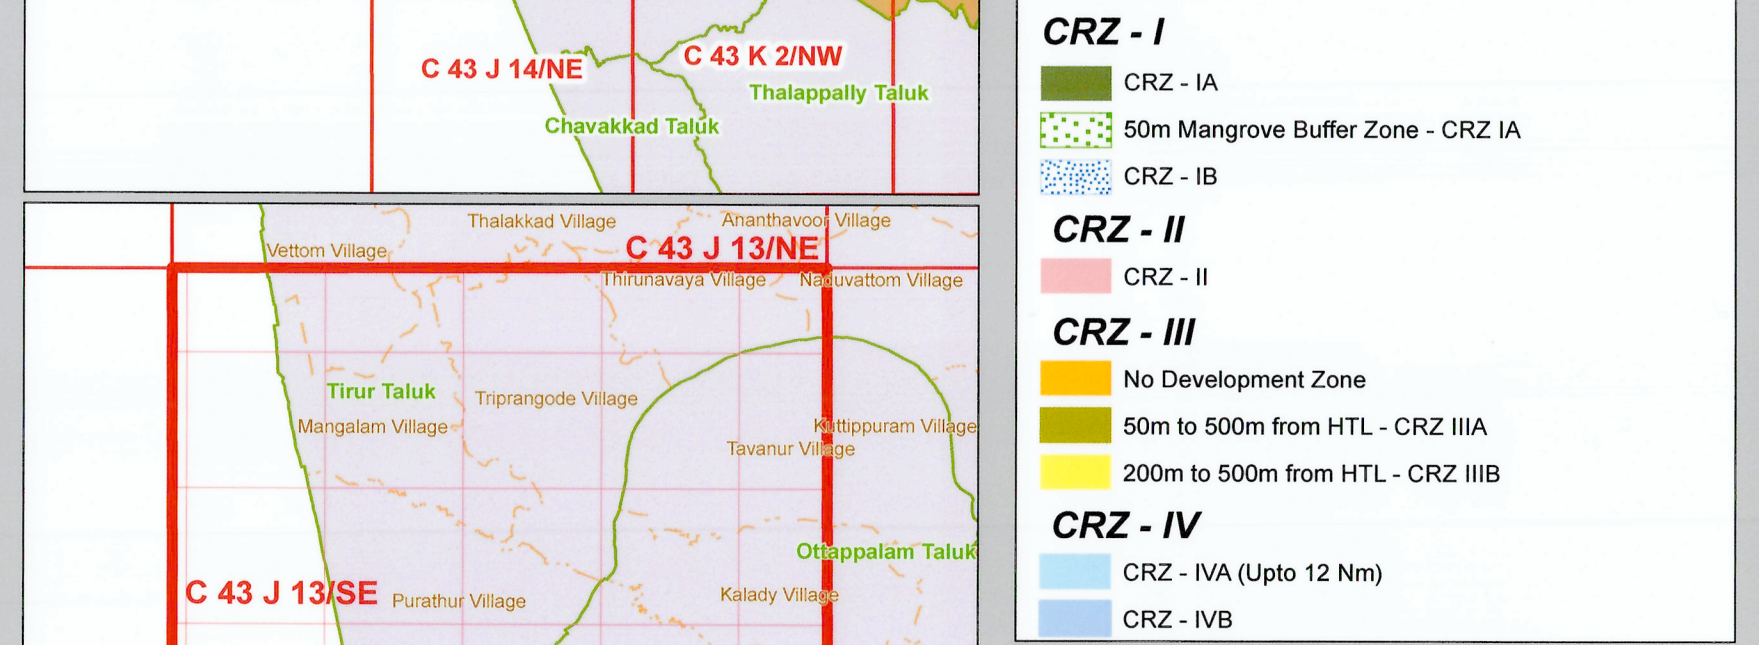 C 43 J 14/NE
C 43 K 2/NW
Thalappally Taluk
Chavakkad Taluk
Thalakkad Village
Ananthavoor Village
Vettom Village
C 43 J 13/NE
Thirunavaya Village
Naduvattom Village
Tirur Taluk
Triprangode Village
Mangalam Village
Kuttippuram Village
Tavanur Village
Ottappalam Taluk
C 43 J 13/SE
Purathur Village
Kalady Village
CRZ - I
CRZ - IA
50m Mangrove Buffer Zone - CRZ IA
CRZ - IB
CRZ - II
CRZ - II
CRZ - III
No Development Zone
50m to 500m from HTL - CRZ IIIA
200m to 500m from HTL - CRZ IIIB
CRZ - IV
CRZ - IVA (Upto 12 Nm)
CRZ - IVB